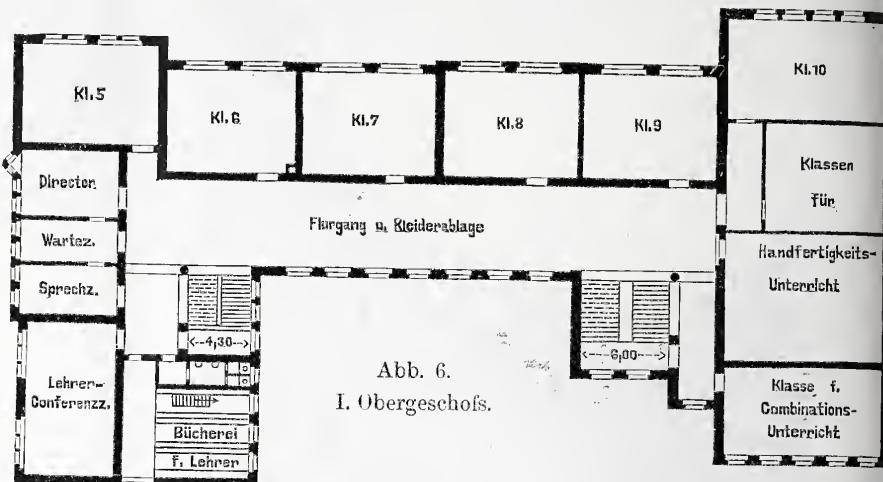 Kl.5
Kl.6
Kl.7
Kl.8
Kl.9
Kl.10
Director.
Wartez.
Sprechz.
Lehrer-
Conferenzz.
Flurgang u. Kleiderablage
Klassen
für
Handfertigkeits-
Unterricht
Klasse f.
Combinations-
Unterricht
<--4,30-->
<--6,00-->
Bücherei
f. Lehrer
Abb. 6.
I. Obergeschoſs.